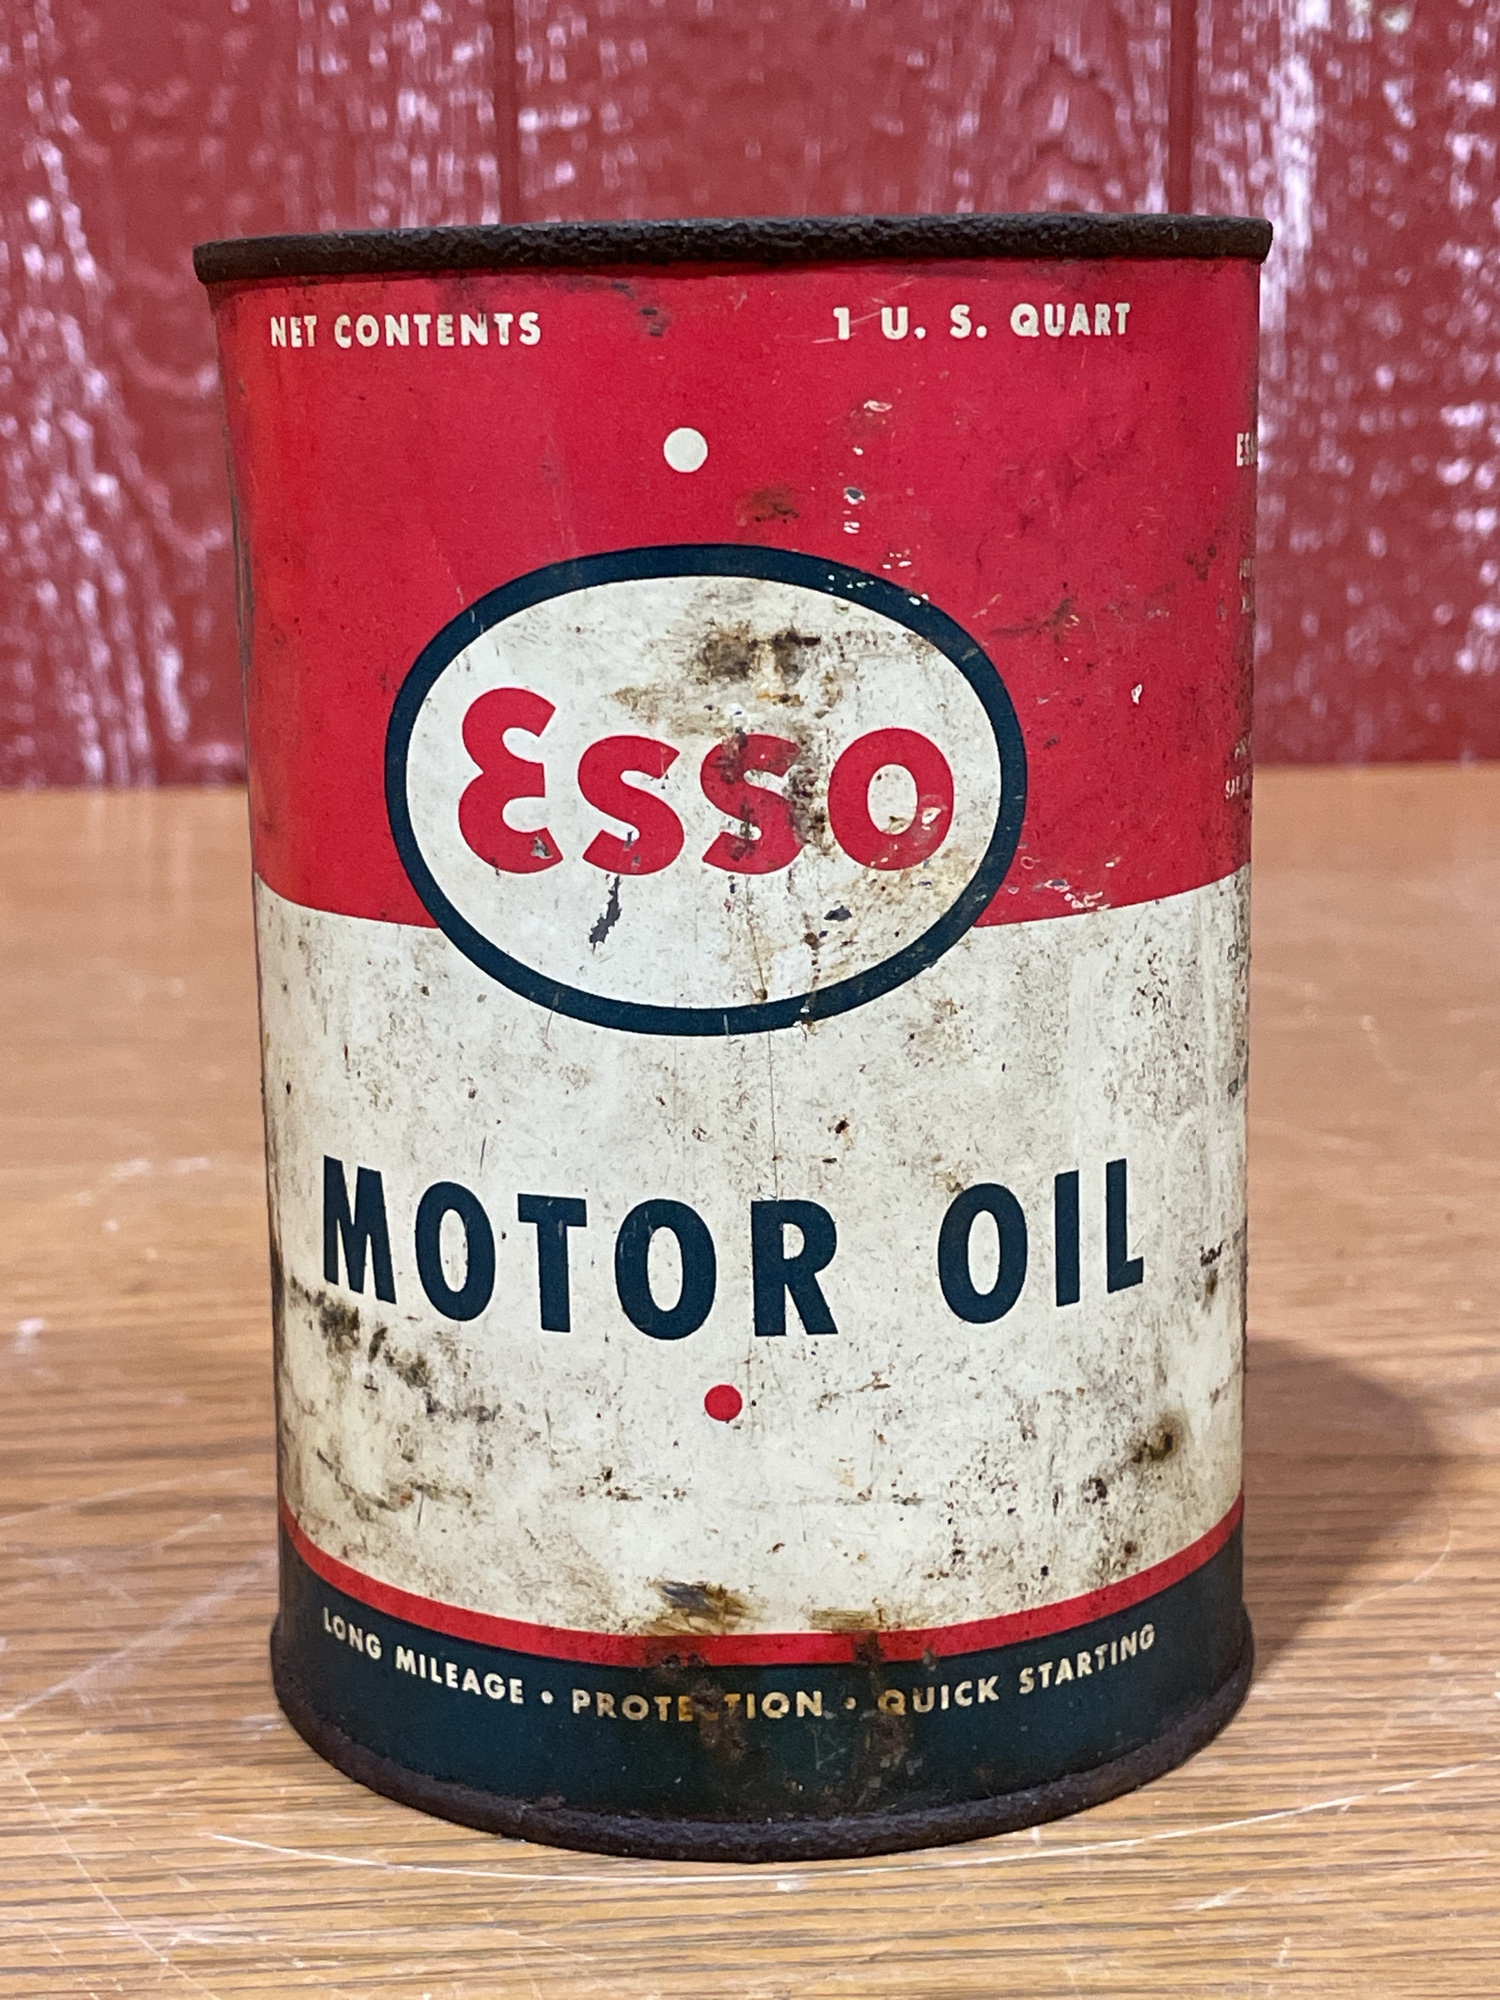 NET CONTENTS 1 U. S. QUART
Esso
MOTOR OIL
LONG MILEAGE • PROTECTION • QUICK STARTING